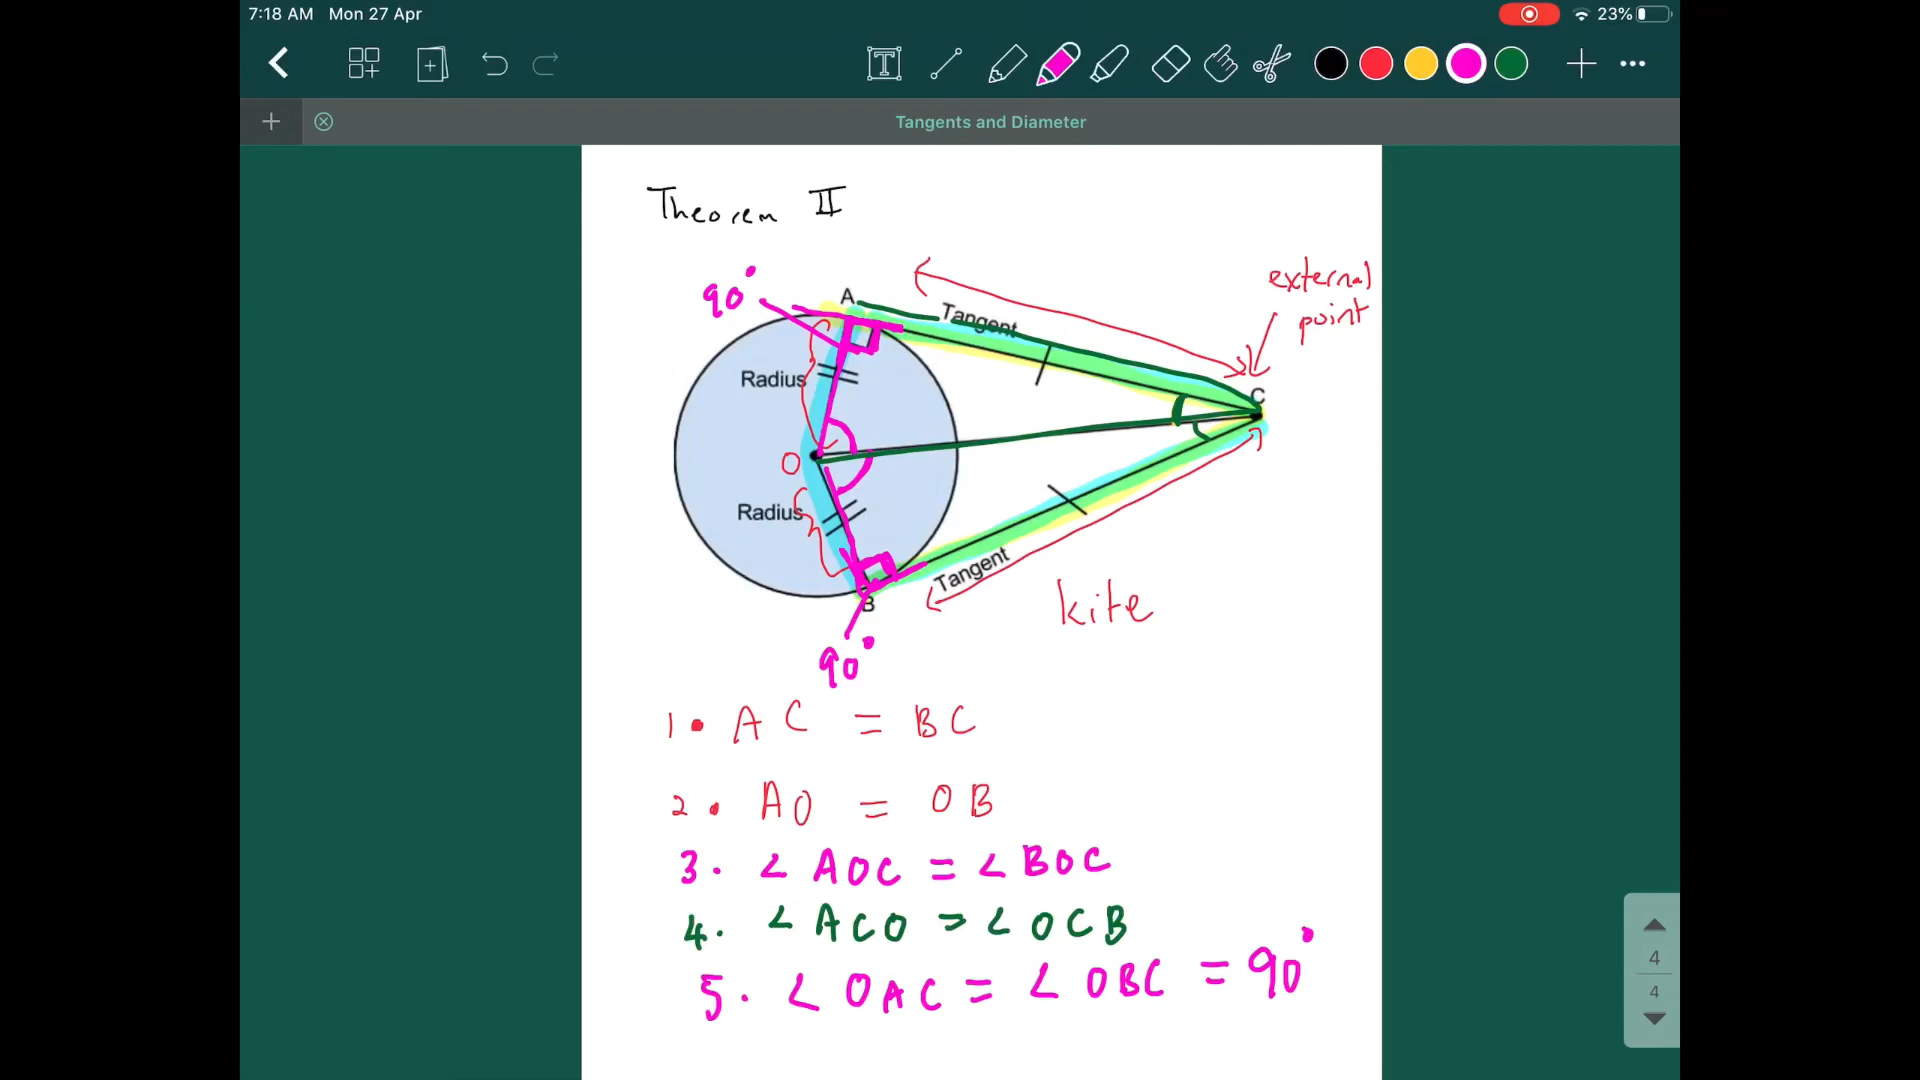 7:18 AM Mon 27 Apr
23%
T
Tangents and Diameter
Theorem II
external
point
90°
A
Tangent
C
Radius
O
Radius
Tangent
B
kite
90°
1. AC = BC
2. AO = OB
3. ∠ AOC = ∠ BOC
4. ∠ ACO = ∠ OCB
5. ∠ OAC = ∠ OBC = 90°
4
4